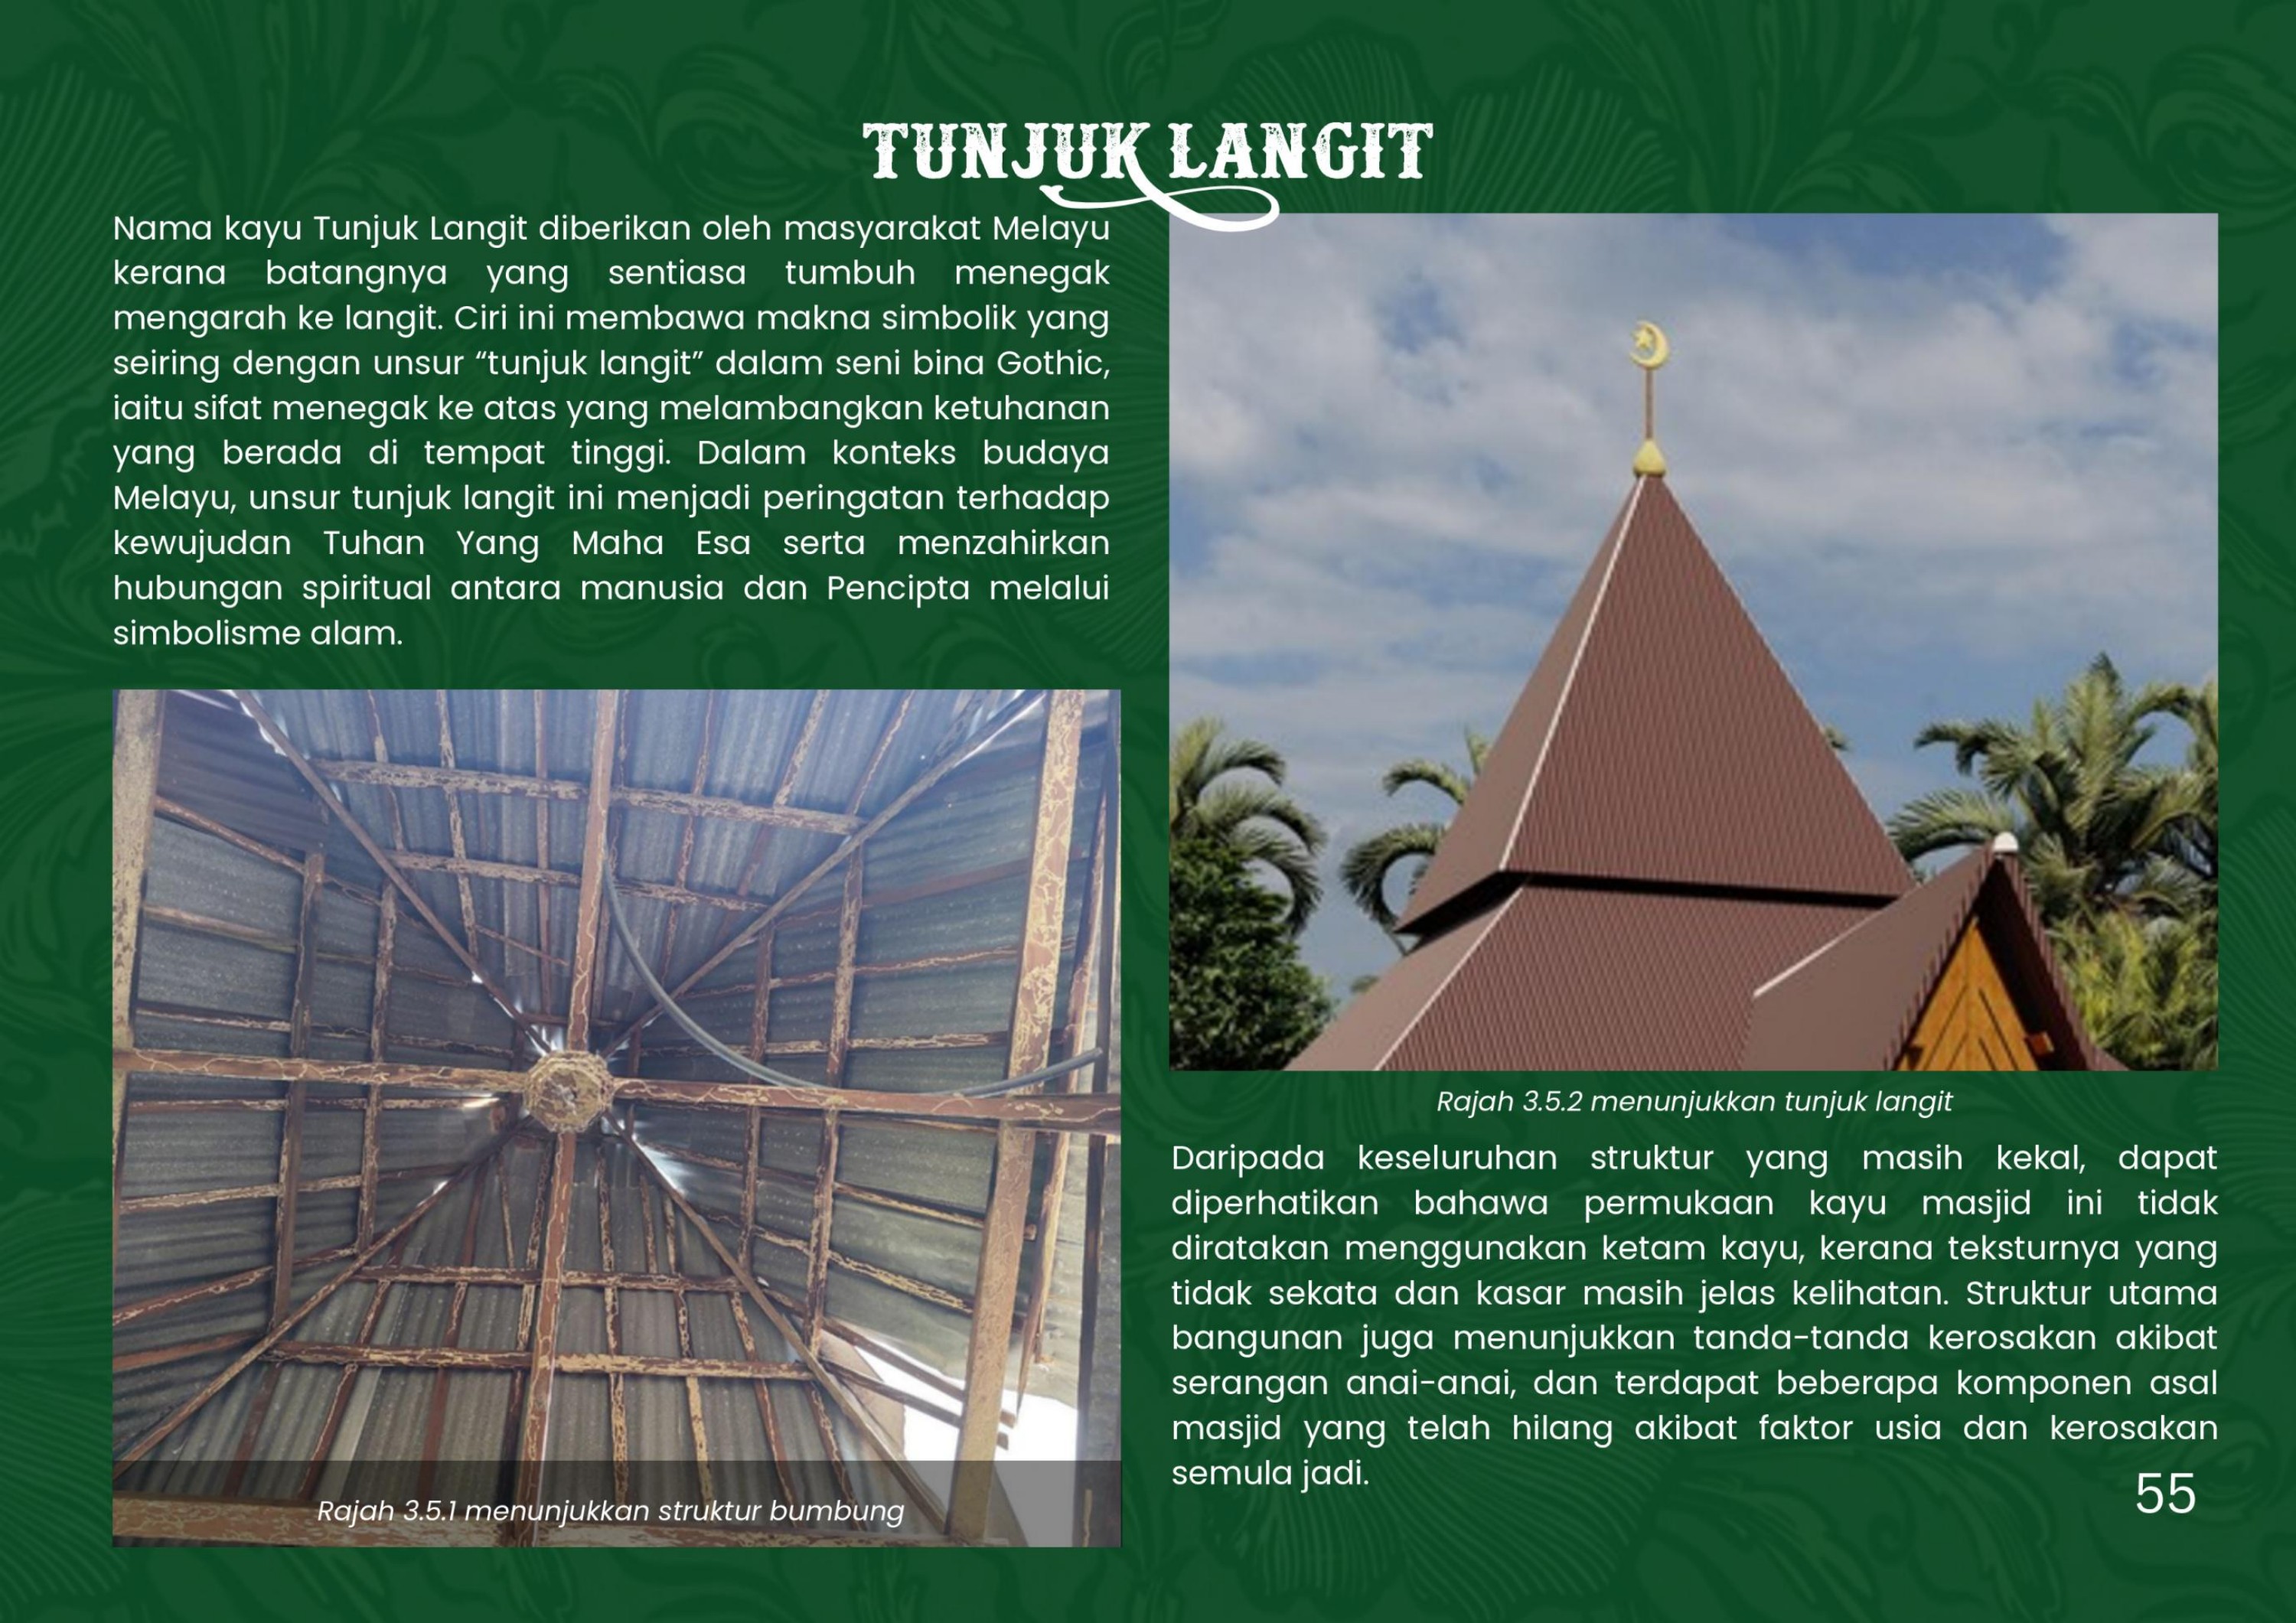 TUNJUK LANGIT
Nama kayu Tunjuk Langit diberikan oleh masyarakat Melayu
kerana batangnya yang sentiasa tumbuh menegak
mengarah ke langit. Ciri ini membawa makna simbolik yang
seiring dengan unsur “tunjuk langit” dalam seni bina Gothic,
iaitu sifat menegak ke atas yang melambangkan ketuhanan
yang berada di tempat tinggi. Dalam konteks budaya
Melayu, unsur tunjuk langit ini menjadi peringatan terhadap
kewujudan Tuhan Yang Maha Esa serta menzahirkan
hubungan spiritual antara manusia dan Pencipta melalui
simbolisme alam.
Rajah 3.5.1 menunjukkan struktur bumbung
Rajah 3.5.2 menunjukkan tunjuk langit
Daripada keseluruhan struktur yang masih kekal, dapat
diperhatikan bahawa permukaan kayu masjid ini tidak
diratakan menggunakan ketam kayu, kerana teksturnya yang
tidak sekata dan kasar masih jelas kelihatan. Struktur utama
bangunan juga menunjukkan tanda-tanda kerosakan akibat
serangan anai-anai, dan terdapat beberapa komponen asal
masjid yang telah hilang akibat faktor usia dan kerosakan
semula jadi.
55